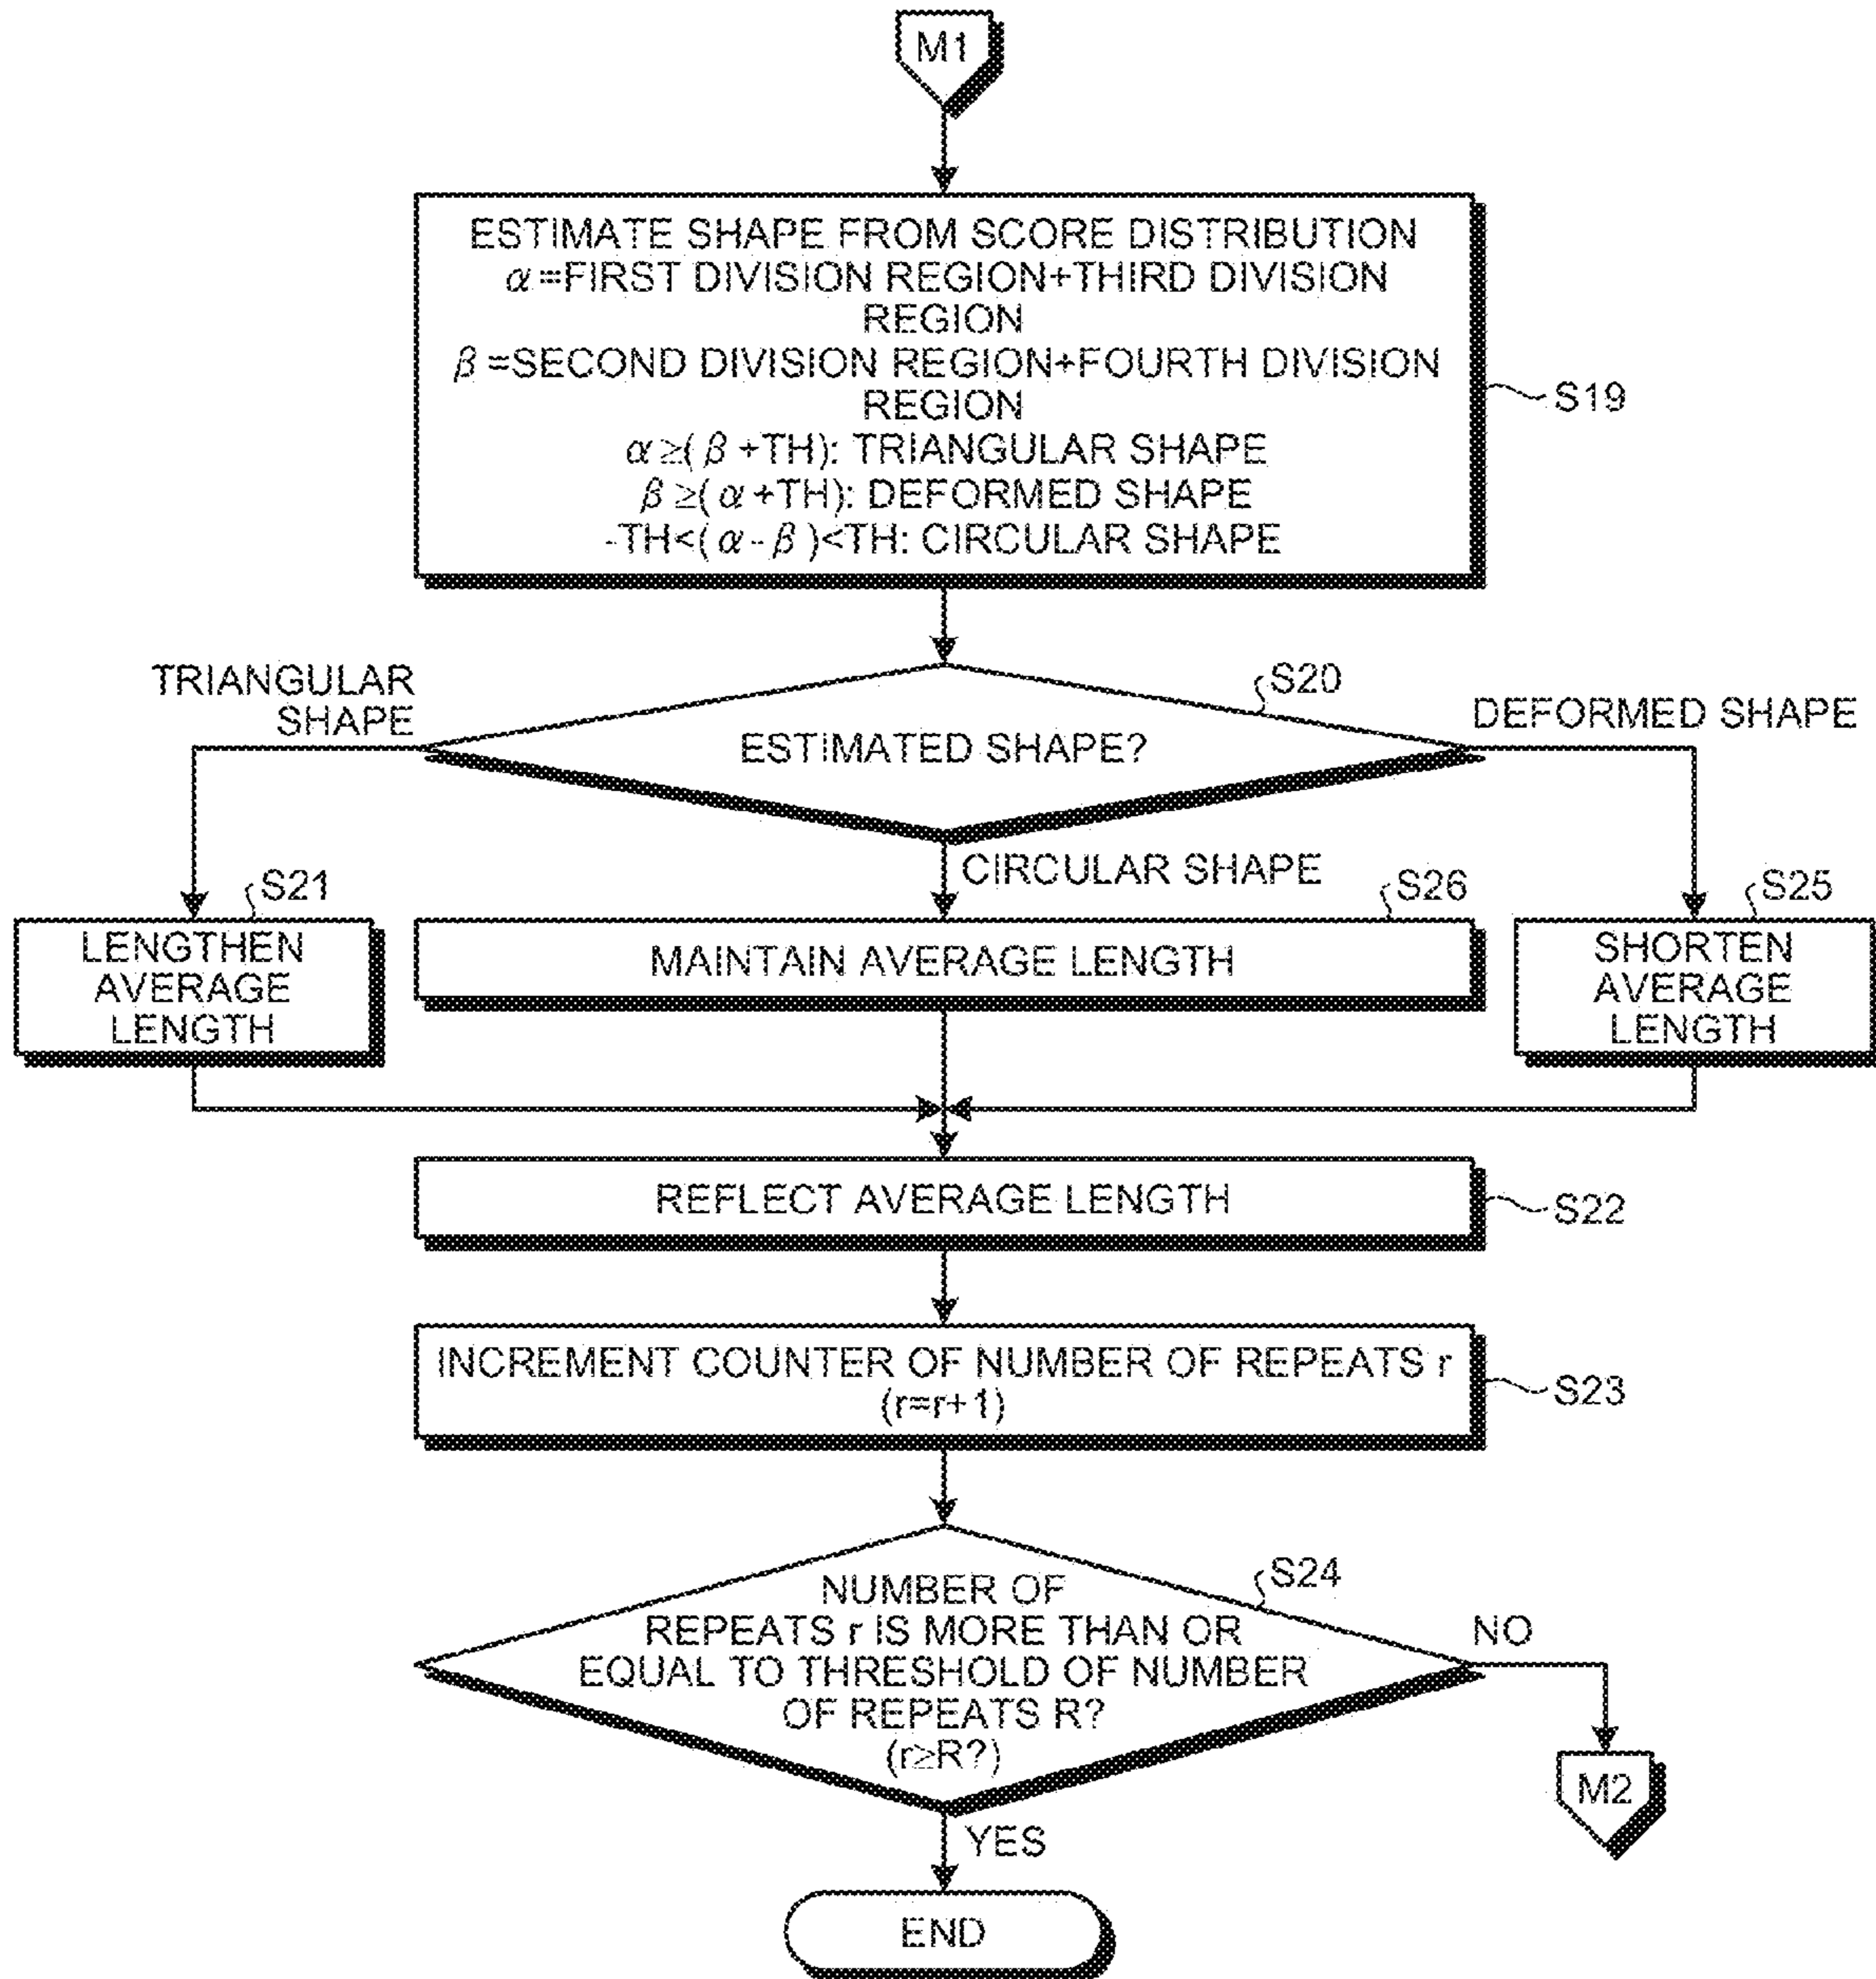 M1
ESTIMATE SHAPE FROM SCORE DISTRIBUTION
α=FIRST DIVISION REGION+THIRD DIVISION
REGION
β=SECOND DIVISION REGION+FOURTH DIVISION
REGION
α≥(β+TH): TRIANGULAR SHAPE
β≥(α+TH): DEFORMED SHAPE
-TH<(α-β)<TH: CIRCULAR SHAPE
S19
TRIANGULAR
SHAPE
S20
DEFORMED SHAPE
ESTIMATED SHAPE?
CIRCULAR SHAPE
S21
S26
S25
LENGTHEN
AVERAGE
LENGTH
MAINTAIN AVERAGE LENGTH
SHORTEN
AVERAGE
LENGTH
REFLECT AVERAGE LENGTH
S22
INCREMENT COUNTER OF NUMBER OF REPEATS r
(r=r+1)
S23
S24
NUMBER OF
REPEATS r IS MORE THAN OR
EQUAL TO THRESHOLD OF NUMBER
OF REPEATS R?
(r≥R?)
NO
M2
YES
END